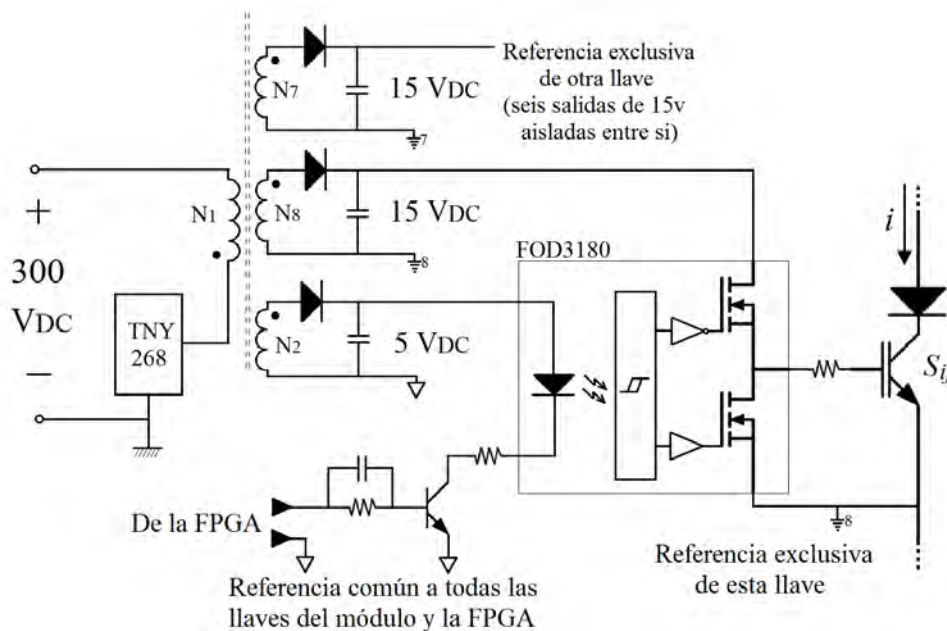 N7
15 VDC
7
Referencia exclusiva
de otra llave
(seis salidas de 15v
aisladas entre si)
+
300
VDC
−
N1
N8
15 VDC
8
TNY
268
N2
5 VDC
FOD3180
i
De la FPGA
8
Referencia exclusiva
de esta llave
Referencia común a todas las
llaves del módulo y la FPGA